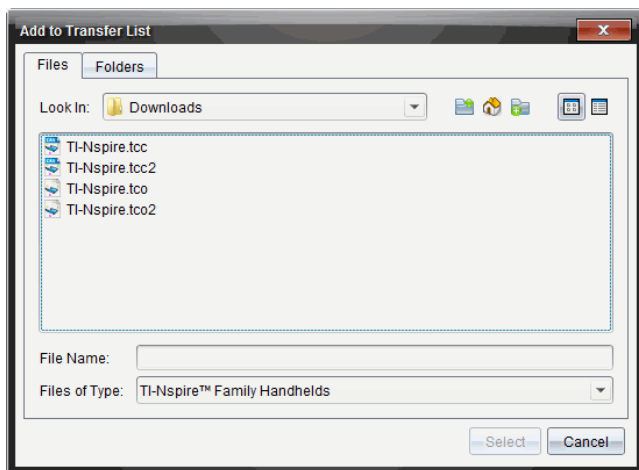 Add to Transfer List
Files Folders
Look In: Downloads
TI-Nspire.tcc
TI-Nspire.tcc2
TI-Nspire.tco
TI-Nspire.tco2
File Name:
Files of Type: TI-Nspire™ Family Handhelds
Select Cancel